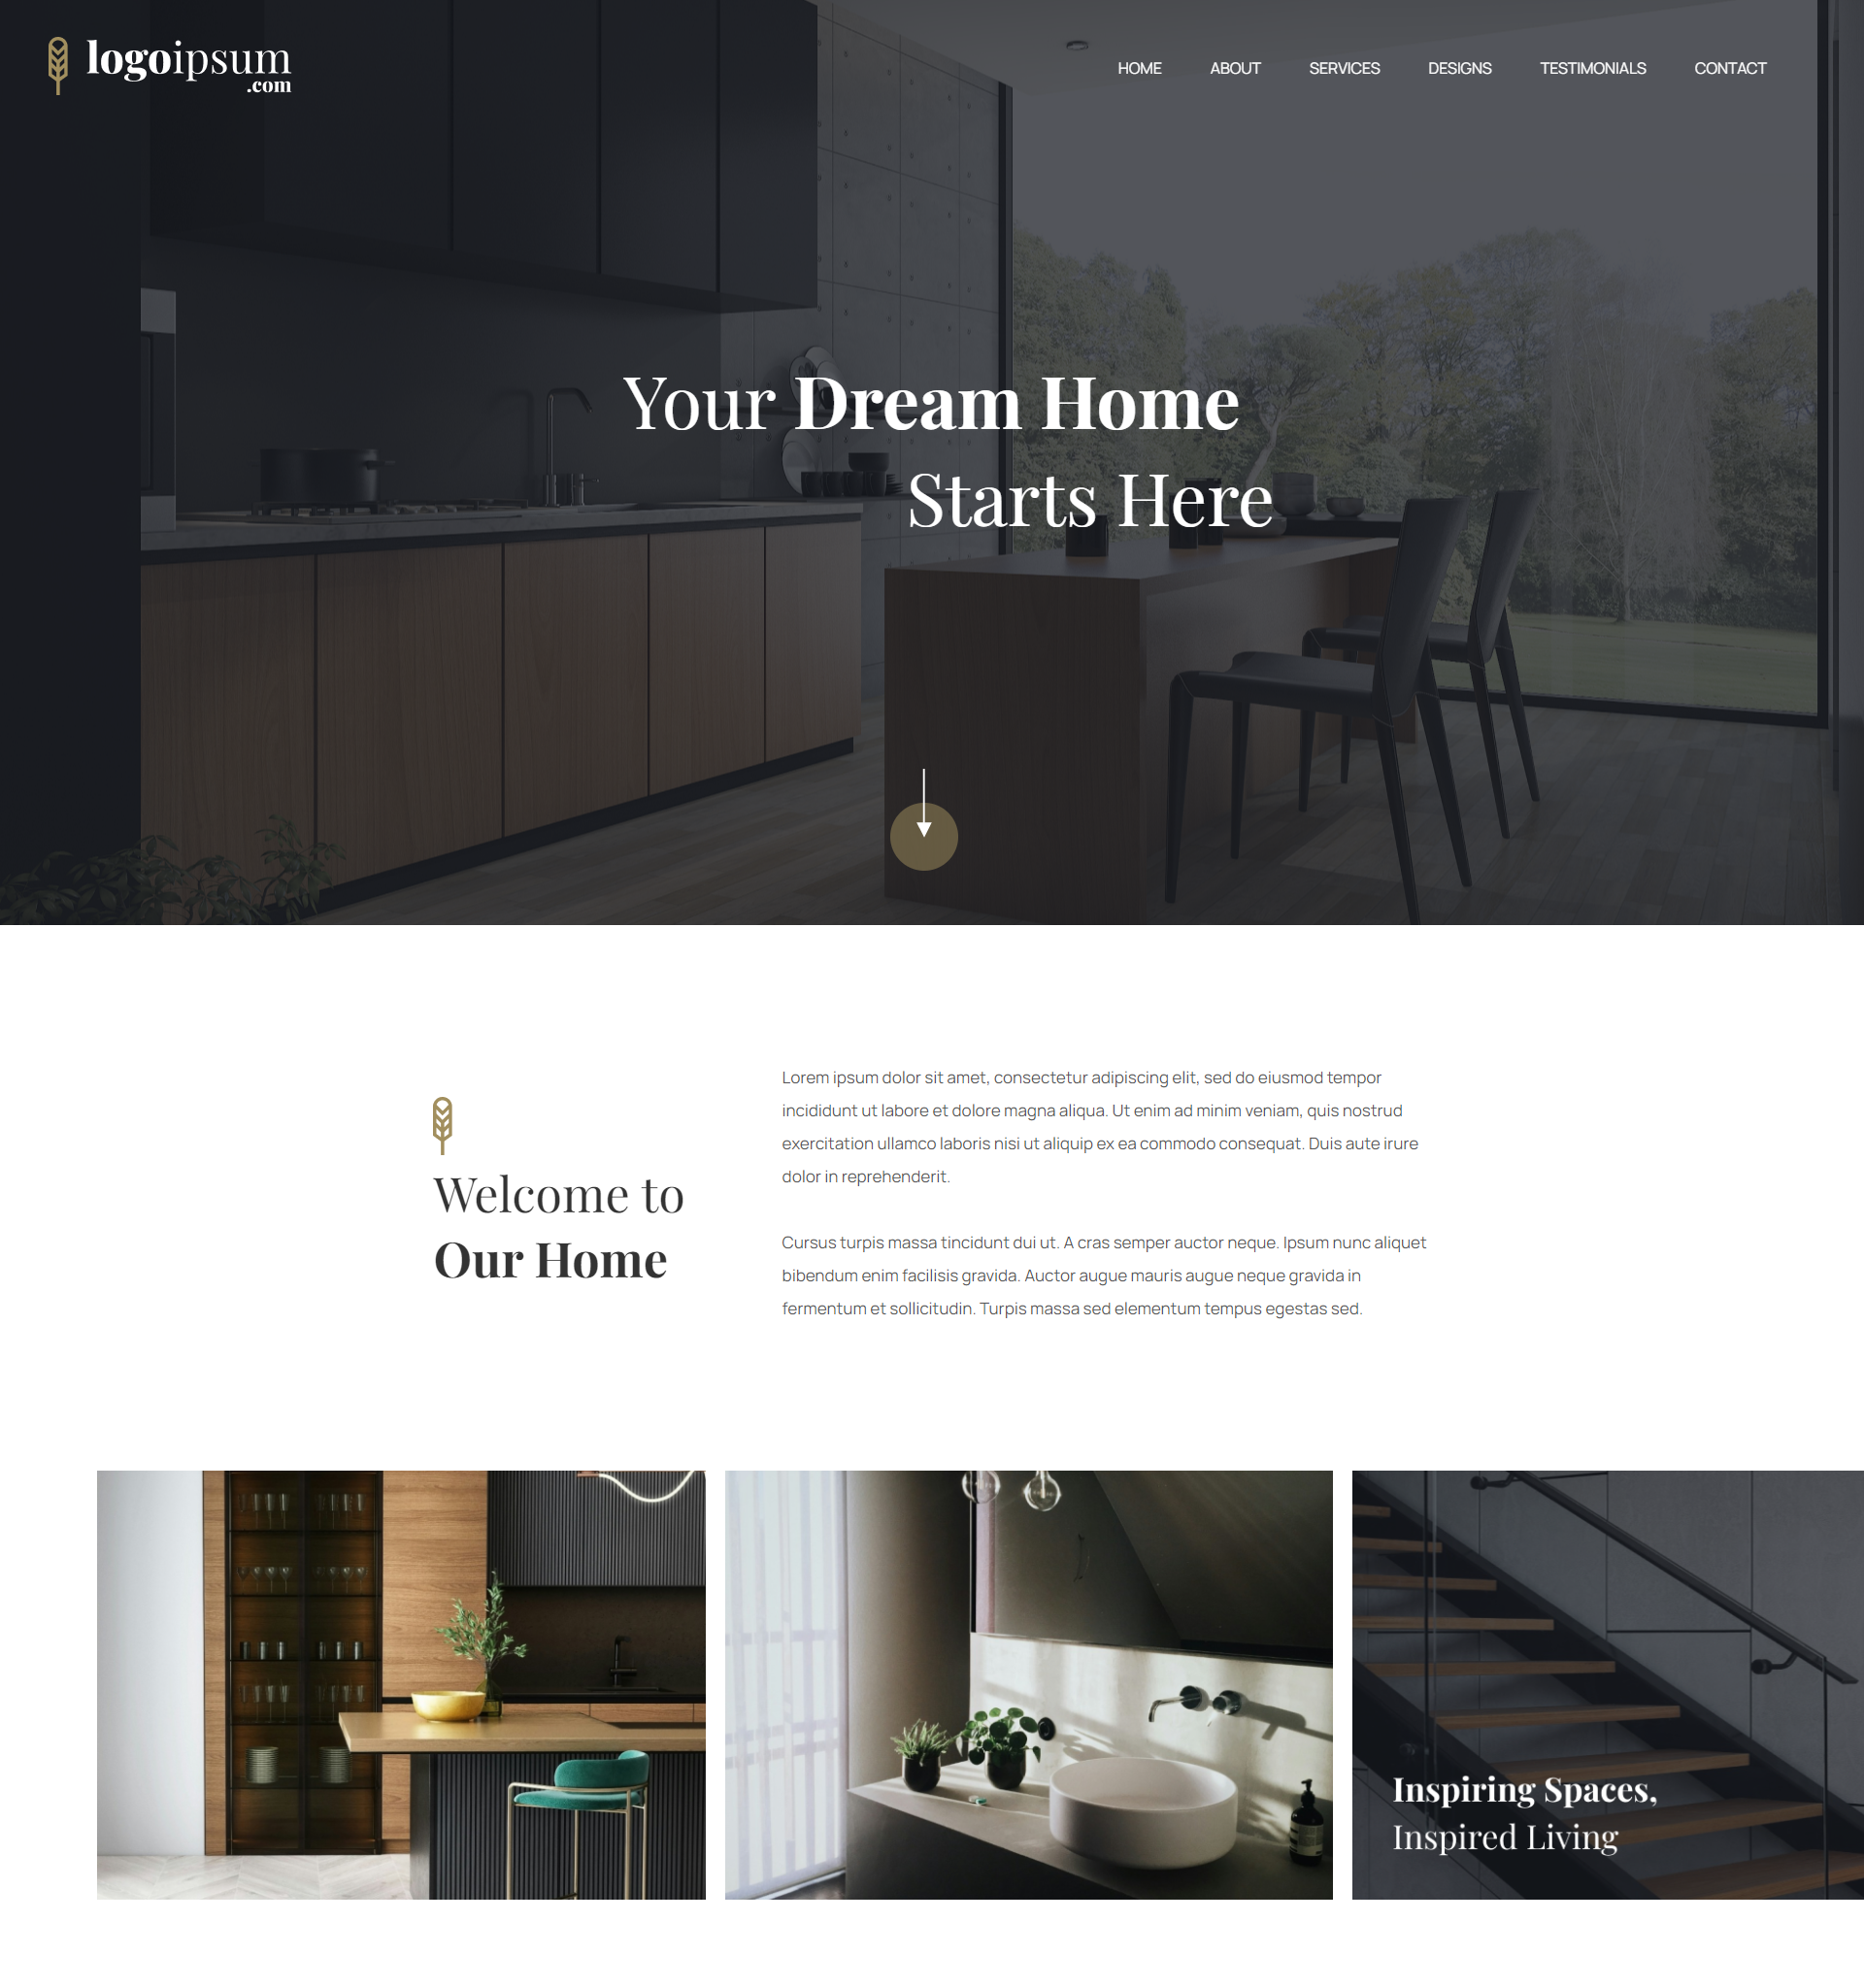 logoipsum
.com
HOME ABOUT SERVICES DESIGNS TESTIMONIALS CONTACT
Your Dream Home
Starts Here
Welcome to
Our Home
Lorem ipsum dolor sit amet, consectetur adipiscing elit, sed do eiusmod tempor
incididunt ut labore et dolore magna aliqua. Ut enim ad minim veniam, quis nostrud
exercitation ullamco laboris nisi ut aliquip ex ea commodo consequat. Duis aute irure
dolor in reprehenderit.
Cursus turpis massa tincidunt dui ut. A cras semper auctor neque. Ipsum nunc aliquet
bibendum enim facilisis gravida. Auctor augue mauris augue neque gravida in
fermentum et sollicitudin. Turpis massa sed elementum tempus egestas sed.
Inspiring Spaces,
Inspired Living